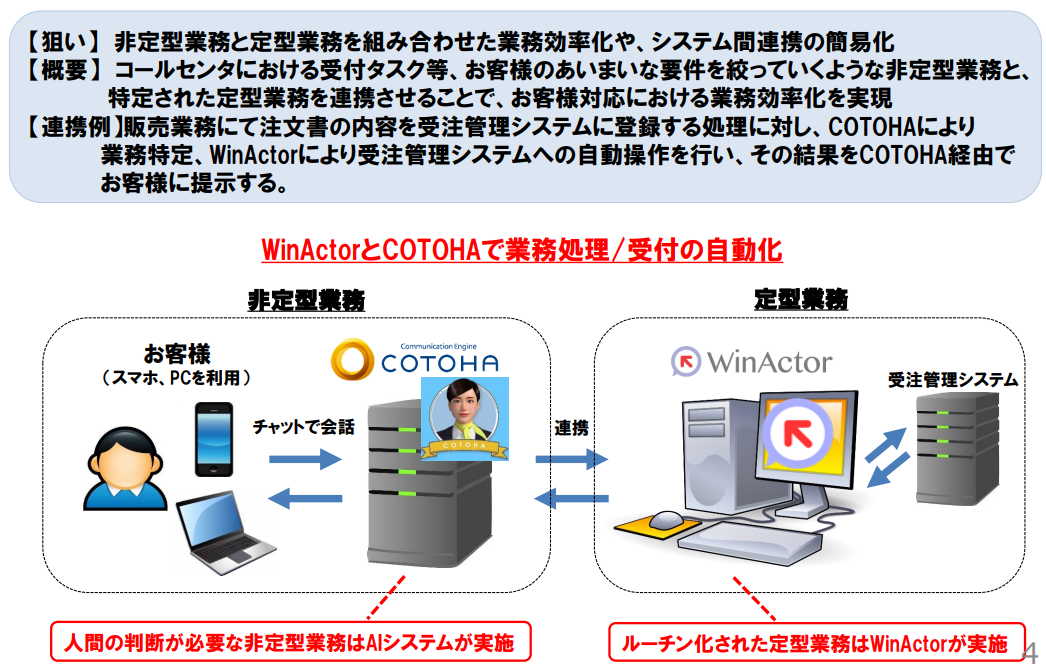 【狙い】 非定型業務と定型業務を組み合わせた業務効率化や、システム間連携の簡易化
【概要】 コールセンタにおける受付タスク等、お客様のあいまいな要件を絞っていくような非定型業務と、
特定された定型業務を連携させることで、お客様対応における業務効率化を実現
【連携例】販売業務にて注文書の内容を受注管理システムに登録する処理に対し、COTOHAにより
業務特定、WinActorにより受注管理システムへの自動操作を行い、その結果をCOTOHA経由で
お客様に提示する。
WinActorとCOTOHAで業務処理/受付の自動化
非定型業務
定型業務
お客様
（スマホ、PCを利用）
Communication Engine
COTOHA
COTOHA
チャットで会話
連携
WinActor
受注管理システム
人間の判断が必要な非定型業務はAIシステムが実施
ルーチン化された定型業務はWinActorが実施
4